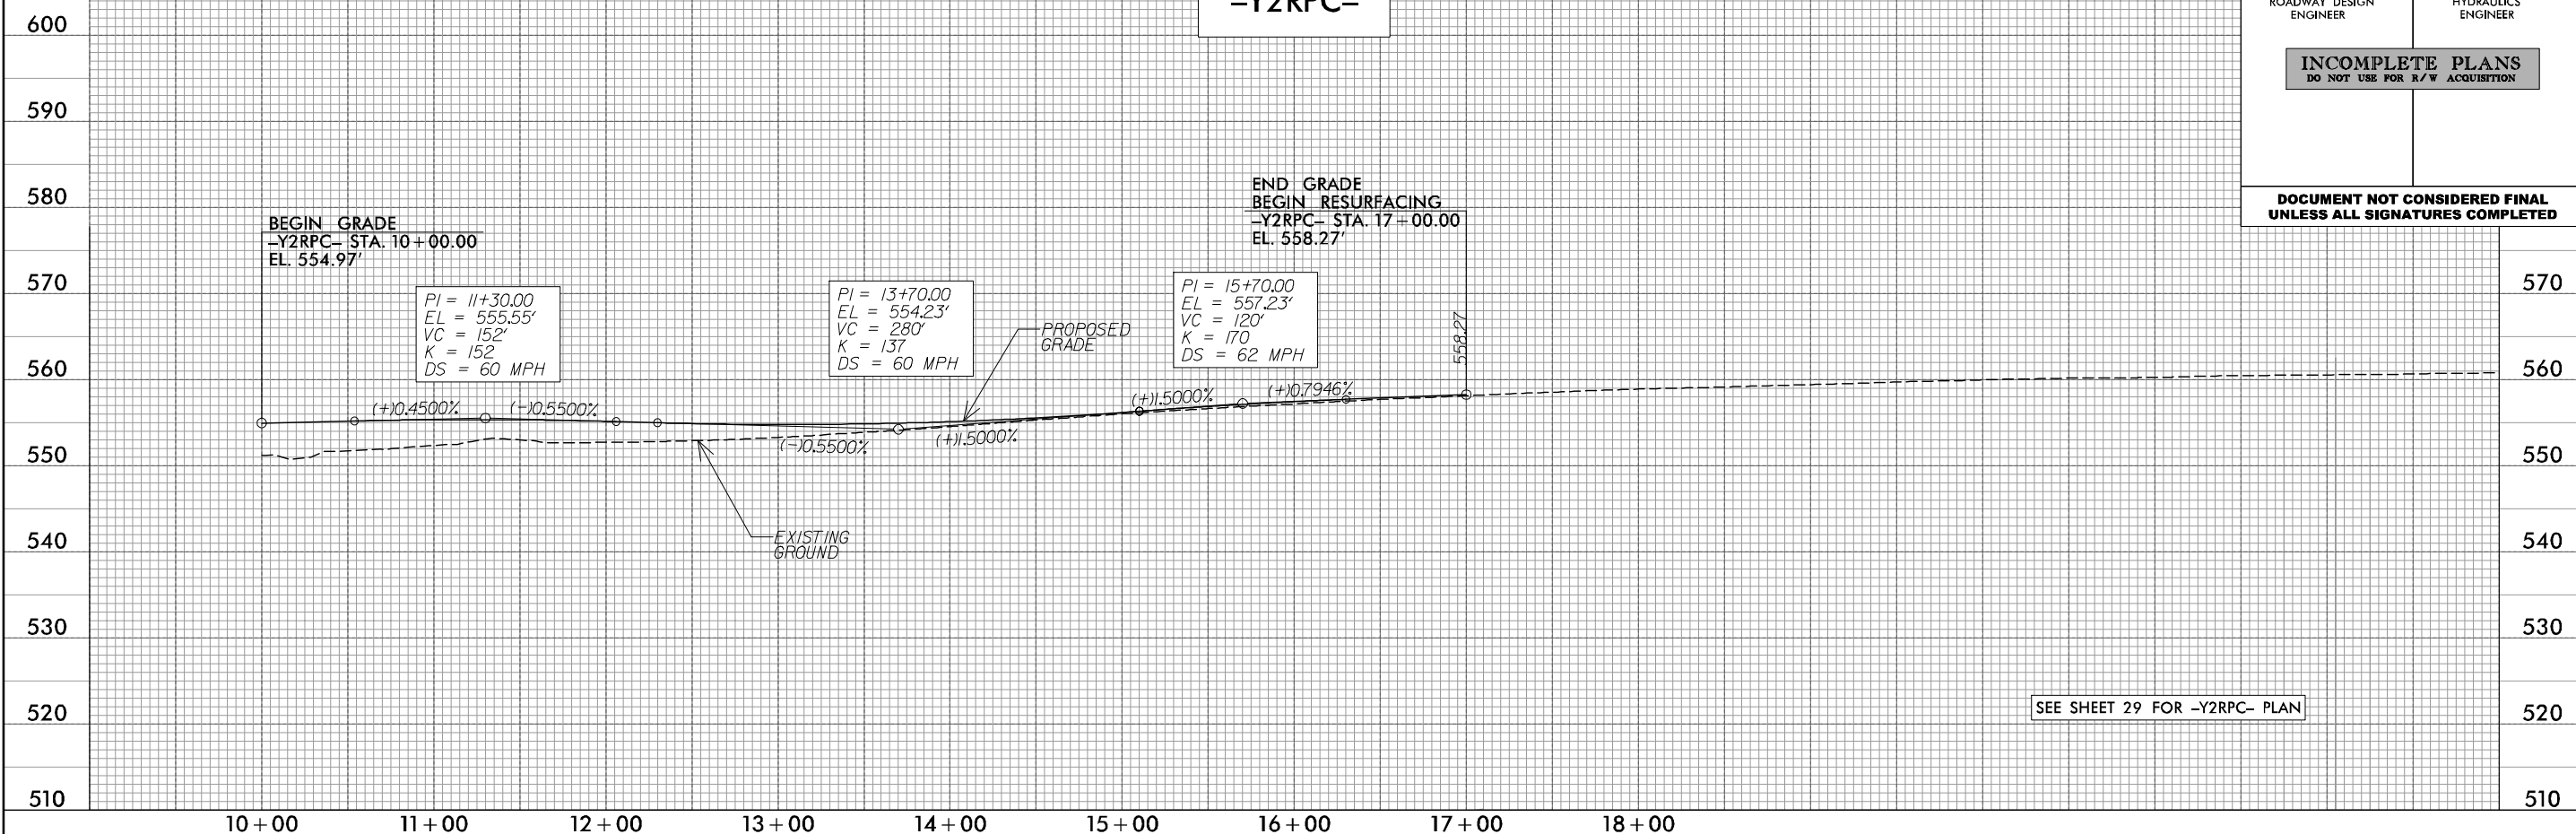 –Y2RPC–
ROADWAY DESIGN
ENGINEER
HYDRAULICS
ENGINEER
INCOMPLETE PLANS
DO NOT USE FOR R/W ACQUISITION
DOCUMENT NOT CONSIDERED FINAL
UNLESS ALL SIGNATURES COMPLETED
600
590
580
570
560
550
540
530
520
510
BEGIN GRADE
–Y2RPC– STA. 10+00.00
EL. 554.97'
PI = 11+30.00
EL = 555.55'
VC = 152'
K = 152
DS = 60 MPH
PI = 13+70.00
EL = 554.23'
VC = 280'
K = 137
DS = 60 MPH
PROPOSED
GRADE
END GRADE
BEGIN RESURFACING
–Y2RPC– STA. 17+00.00
EL. 558.27'
PI = 15+70.00
EL = 557.23'
VC = 120'
K = 170
DS = 62 MPH
558.27
(+)0.4500%
(-)0.5500%
(-)0.5500%
(+)1.5000%
(+)1.5000%
(+)0.7946%
EXISTING
GROUND
SEE SHEET 29 FOR –Y2RPC– PLAN
570
560
550
540
530
520
510
10+00
11+00
12+00
13+00
14+00
15+00
16+00
17+00
18+00